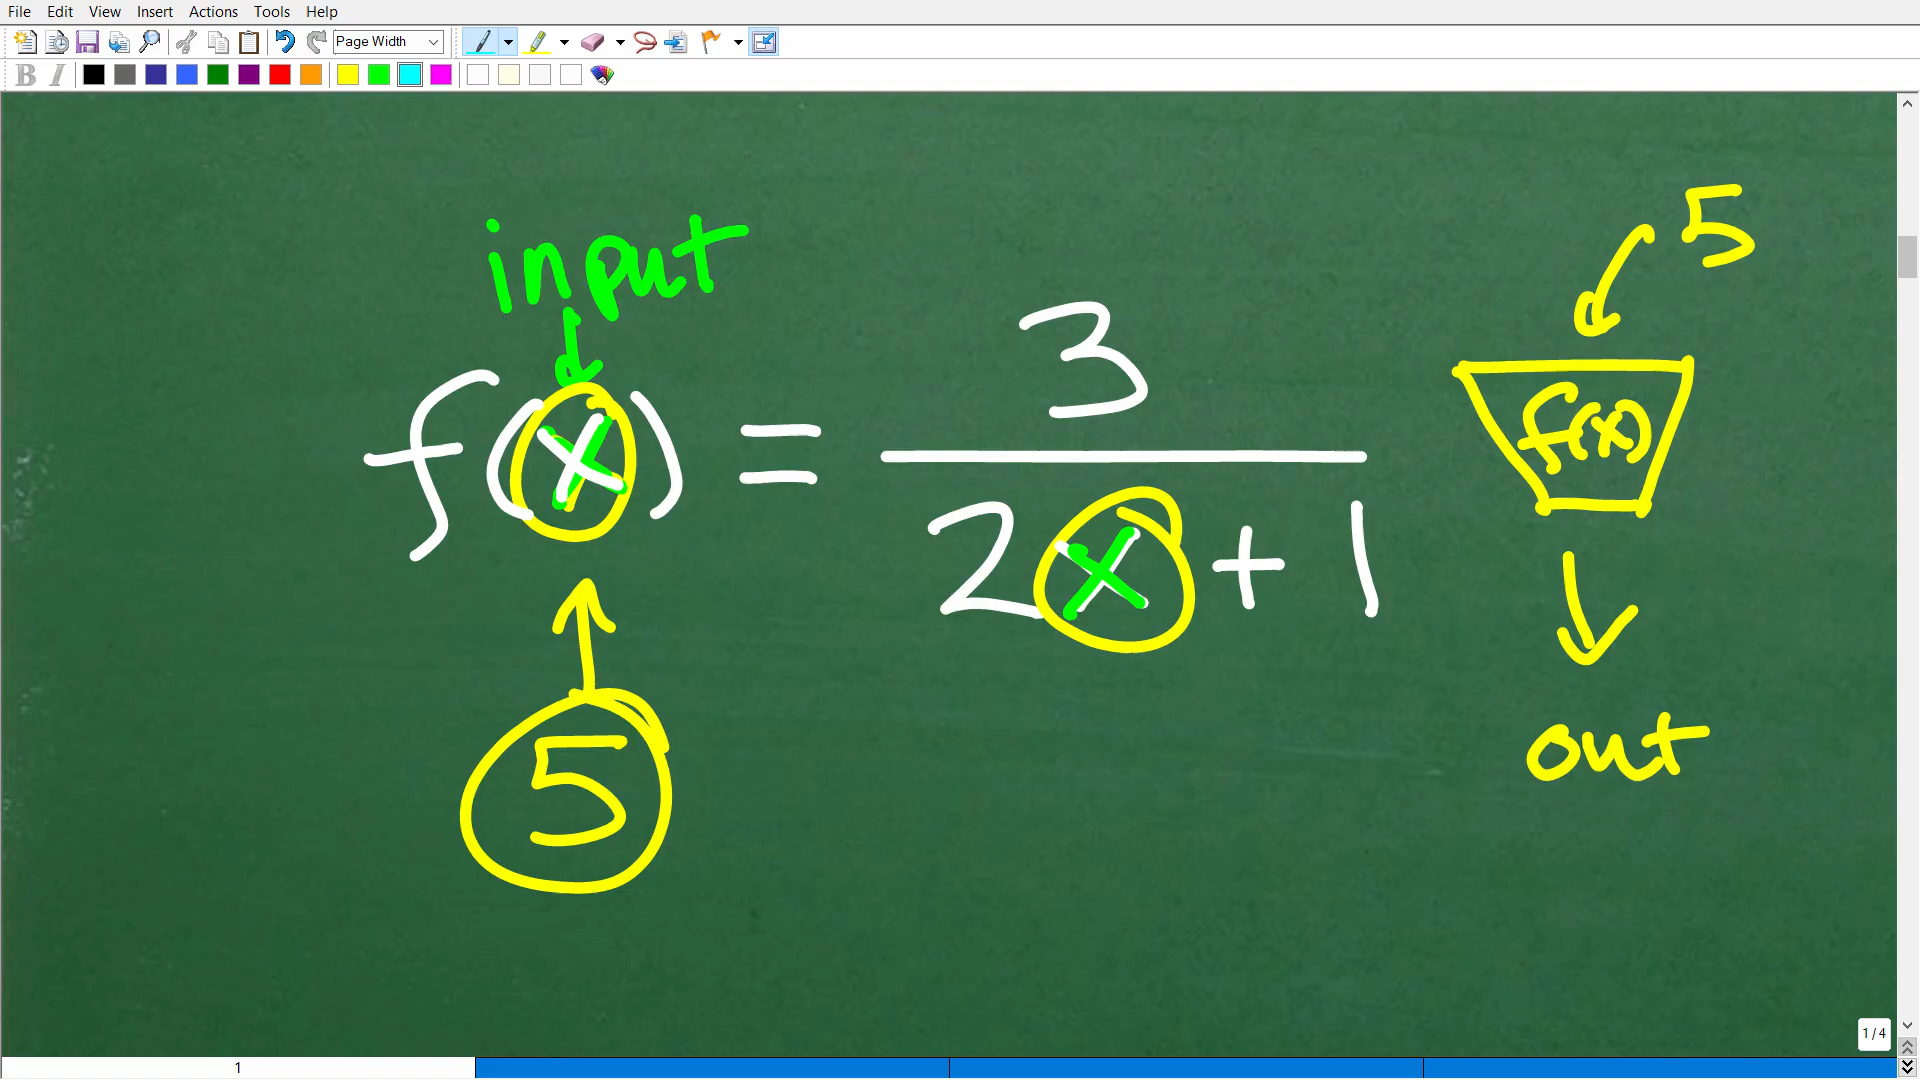 File Edit View Insert Actions Tools Help
Page Width
B I
input
5
f(x) = 3
2x + 1
f(x)
5
out
1 / 4
1